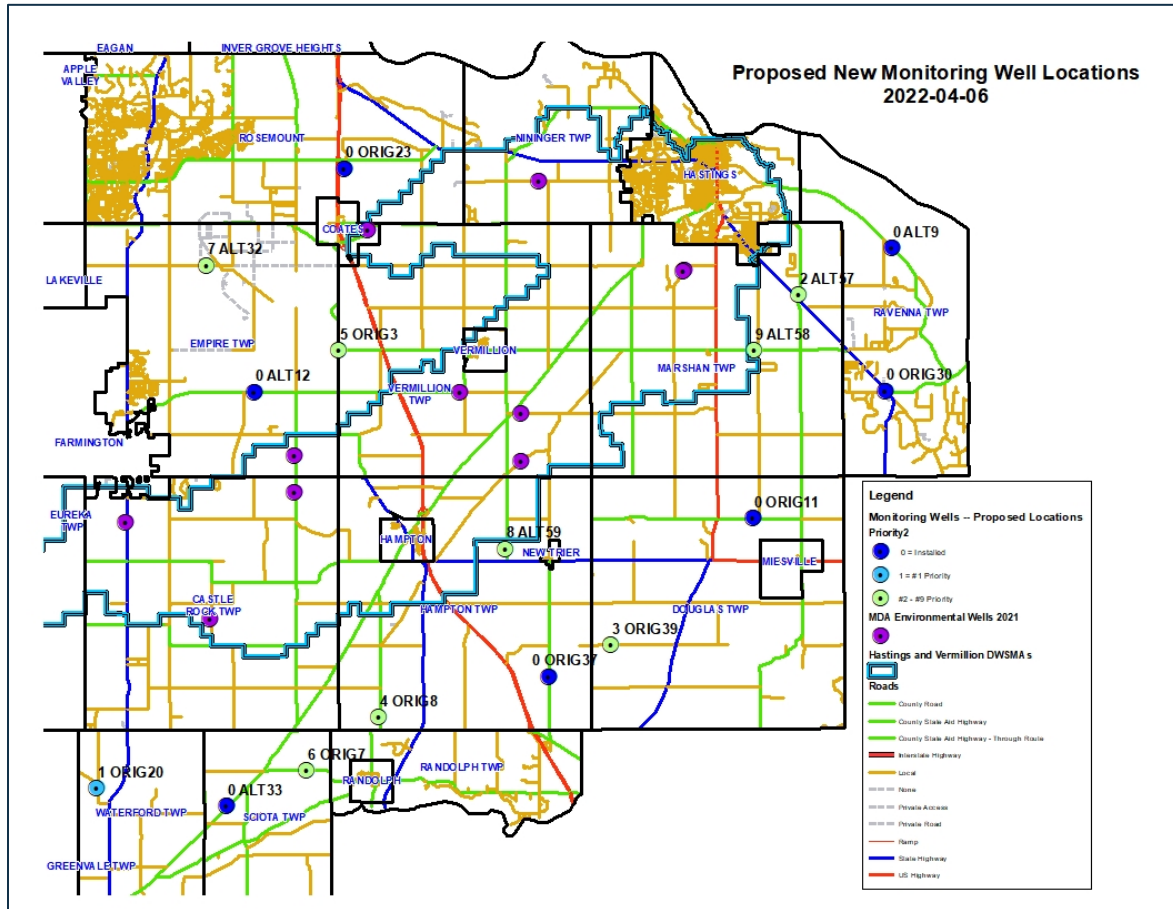 EAGAN
INVER GROVE HEIGHTS
APPLE
VALLEY
Proposed New Monitoring Well Locations
2022-04-06
ROSEMOUNT
NININGER TWP
0 ORIG23
HASTINGS
COATES
0 ALT9
7 ALT32
LAKEVILLE
2 ALT57
RAVENNA TWP
5 ORIG3
9 ALT58
EMPIRE TWP
VERMILLION
MARSHAN TWP
0 ALT12
VERMILLION
TWP
0 ORIG30
FARMINGTON
EUREKA
TWP
0 ORIG11
HAMPTON
8 ALT59
NEW TRIER
MIESVILLE
CASTLE
ROCK TWP
HAMPTON TWP
DOUGLAS TWP
3 ORIG39
0 ORIG37
4 ORIG8
6 ORIG7
RANDOLPH
RANDOLPH TWP
1 ORIG20
0 ALT33
WATERFORD TWP
SCIOTA TWP
GREENVALE TWP
Legend
Monitoring Wells -- Proposed Locations
Priority2
0 = Installed
1 = #1 Priority
#2 - #9 Priority
MDA Environmental Wells 2021
Hastings and Vermillion DWSMAs
Roads
County Road
County State Aid Highway
County State Aid Highway - Through Route
Interstate Highway
Local
None
Private Access
Private Road
Ramp
State Highway
US Highway